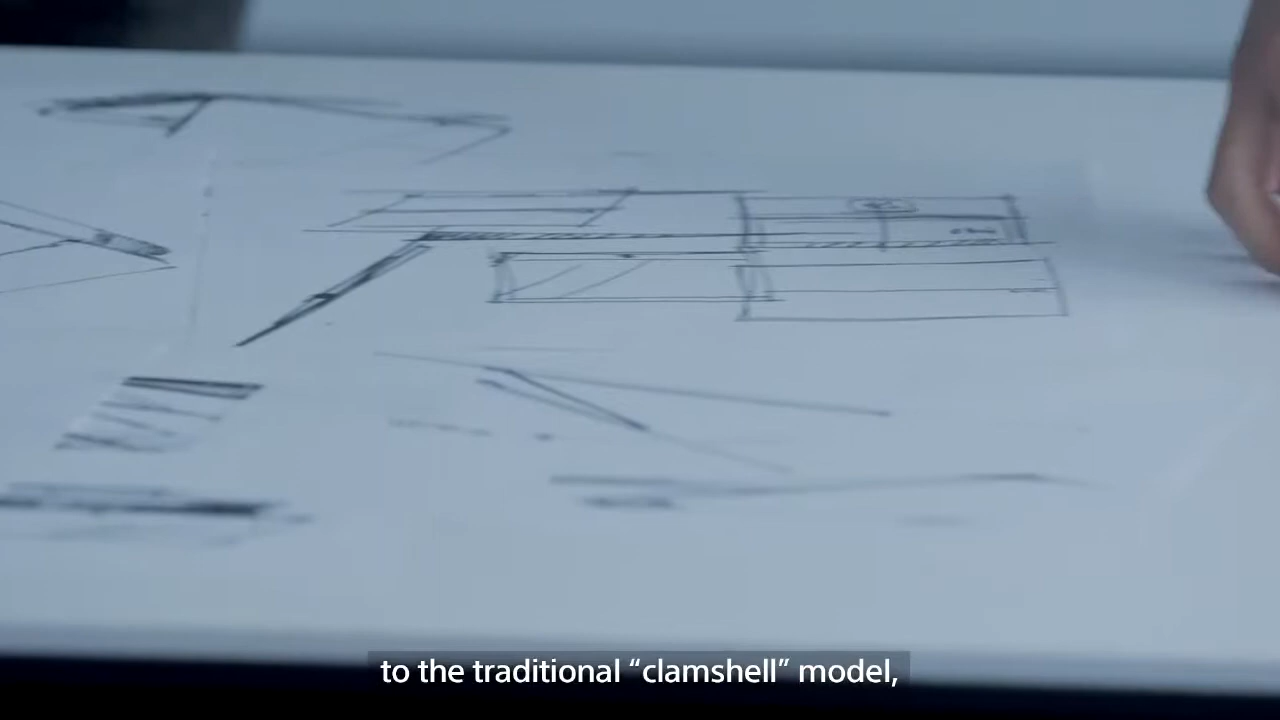 to the traditional “clamshell” model,